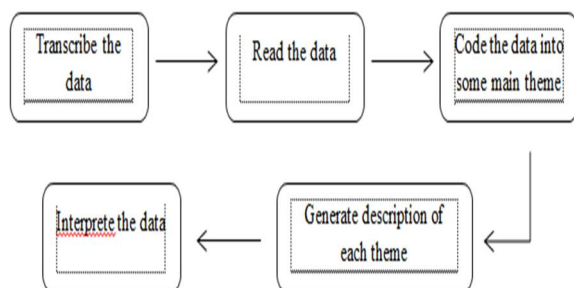 Transcribe the
data
Read the data
Code the data into
some main theme
Generate description of
each theme
Interprete the data